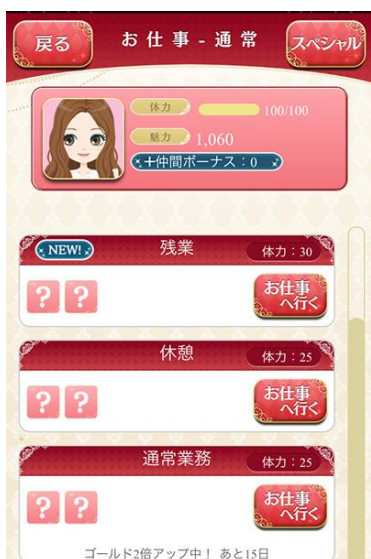 戻る
お仕事-通常
スペシャル
体力
100/100
魅力
1,060
+仲間ボーナス:0
NEW!
残業
体力:30
? ?
お仕事
へ行く
休憩
体力:25
? ?
お仕事
へ行く
通常業務
体力:25
? ?
お仕事
へ行く
ゴールド2倍アップ中! あと15日